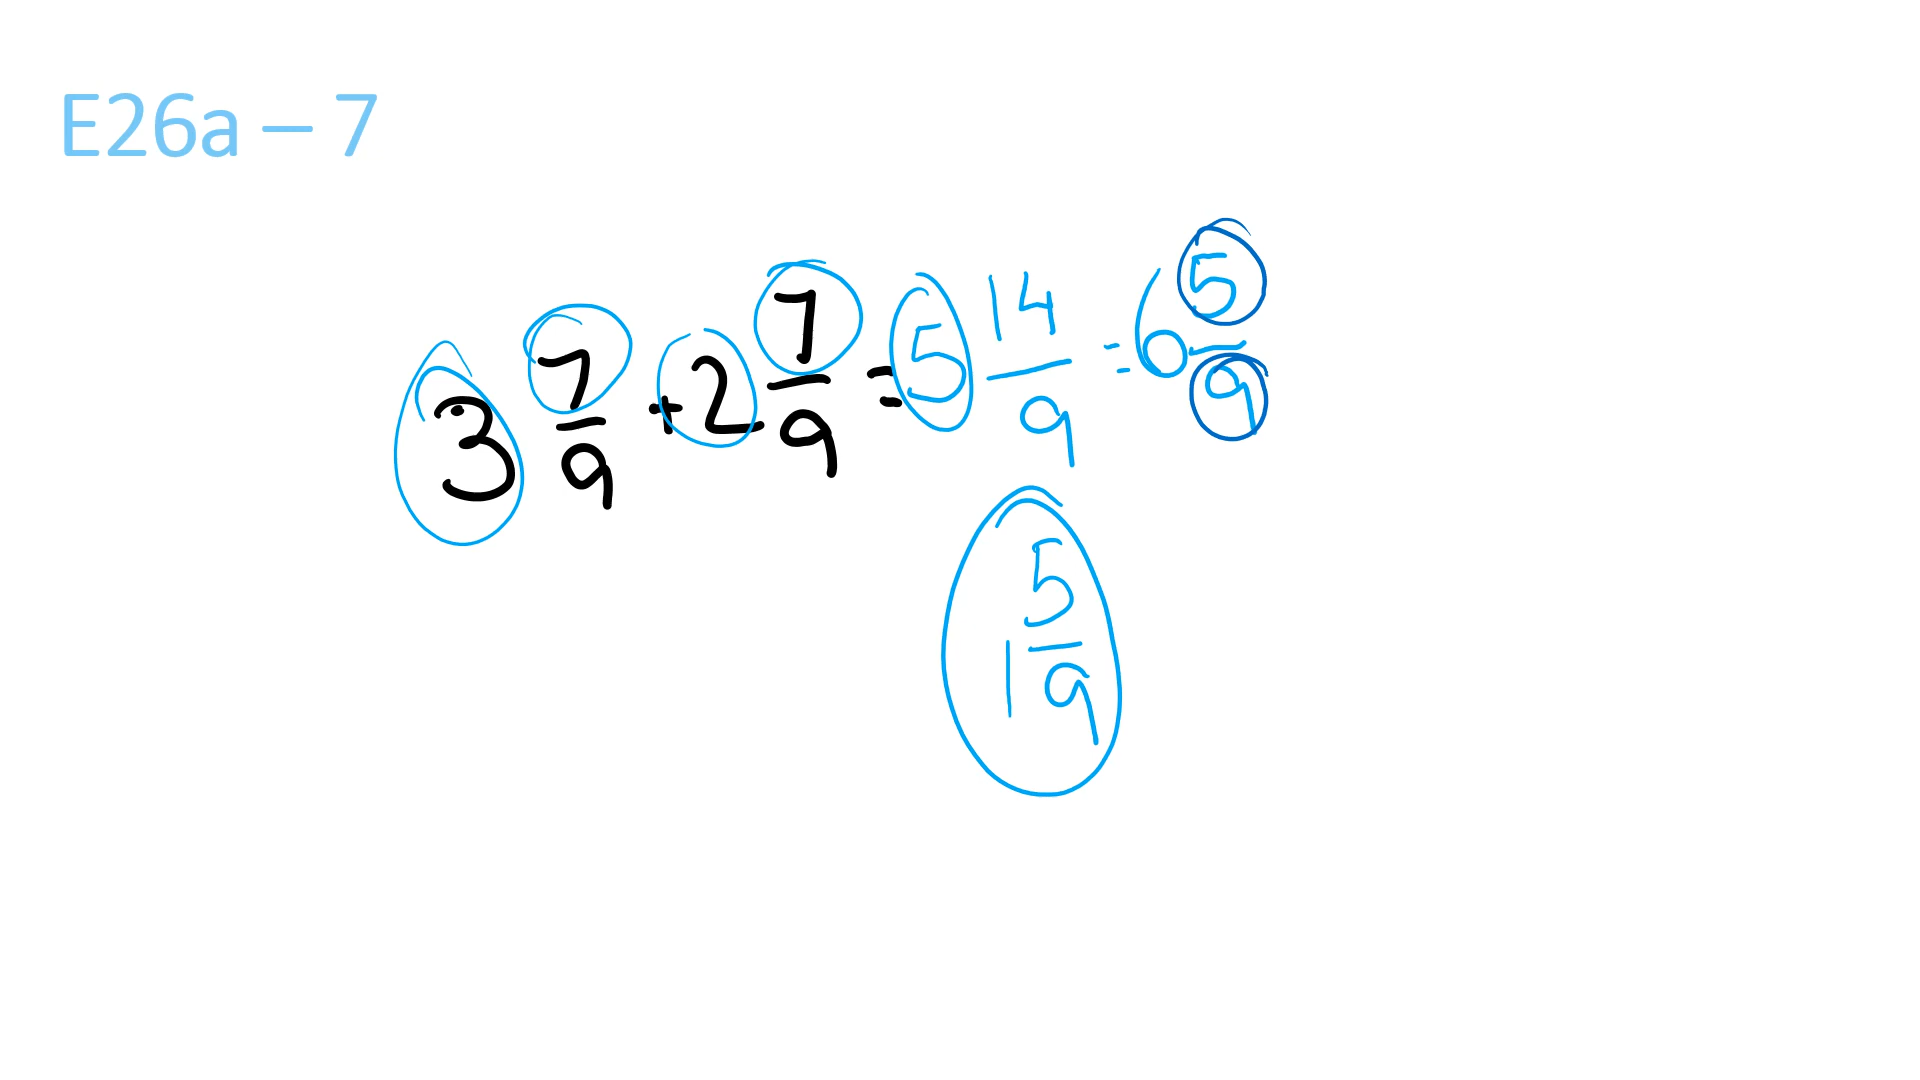 E26a – 7
3 7/9 + 2 7/9 = 5 14/9 = 6 5/9
1 5/9